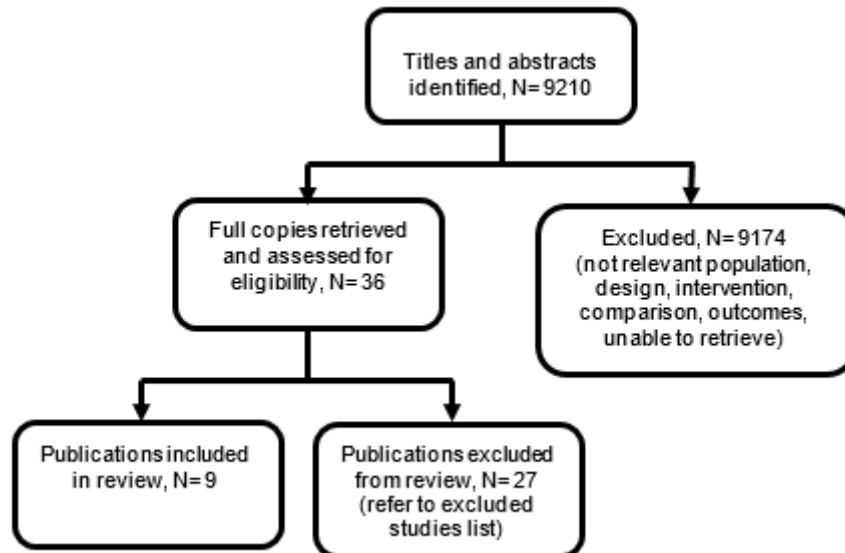 Titles and abstracts
identified, N= 9210
Full copies retrieved
and assessed for
eligibility, N= 36
Excluded, N= 9174
(not relevant population,
design, intervention,
comparison, outcomes,
unable to retrieve)
Publications included
in review, N= 9
Publications excluded
from review, N= 27
(refer to excluded
studies list)